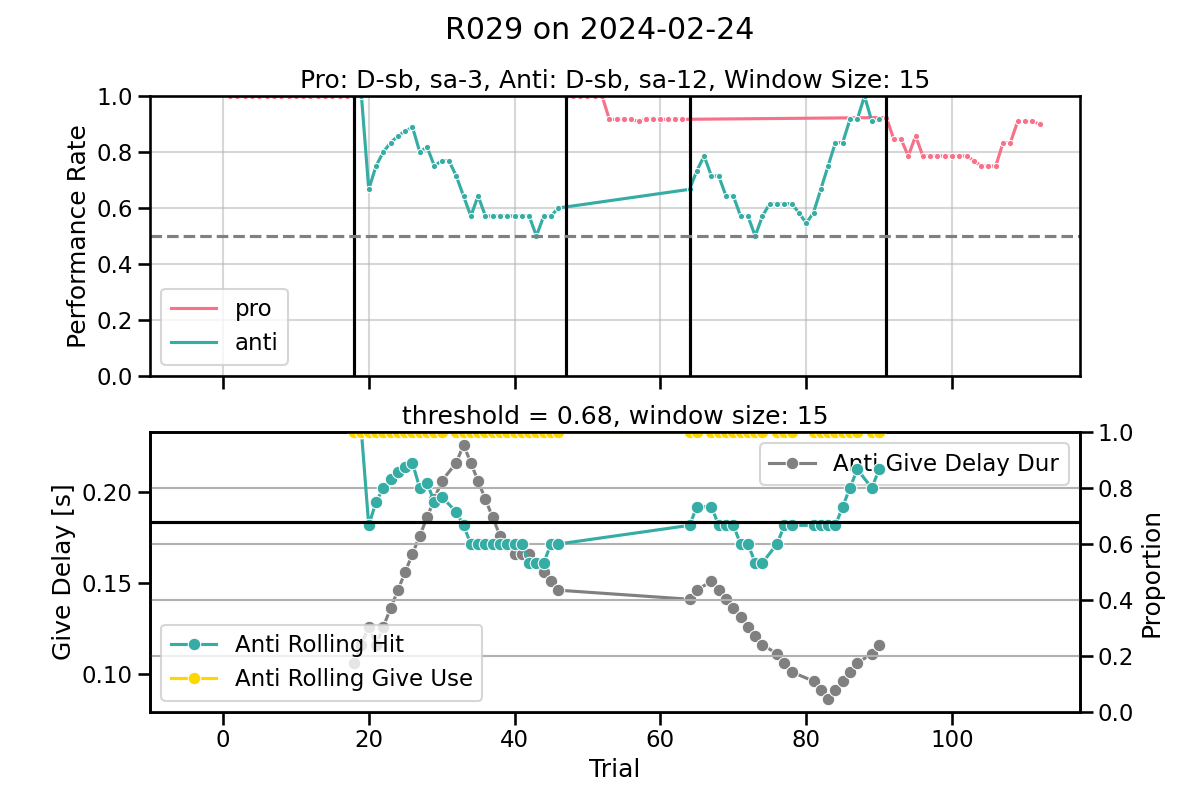 R029 on 2024-02-24
Pro: D-sb, sa-3, Anti: D-sb, sa-12, Window Size: 15
1.0
0.8
0.6
0.4
0.2
0.0
Performance Rate
pro
anti
threshold = 0.68, window size: 15
0.20
0.15
0.10
Give Delay [s]
Anti Give Delay Dur
Anti Rolling Hit
Anti Rolling Give Use
1.0
0.8
0.6
0.4
0.2
0.0
Proportion
0 20 40 60 80 100
Trial